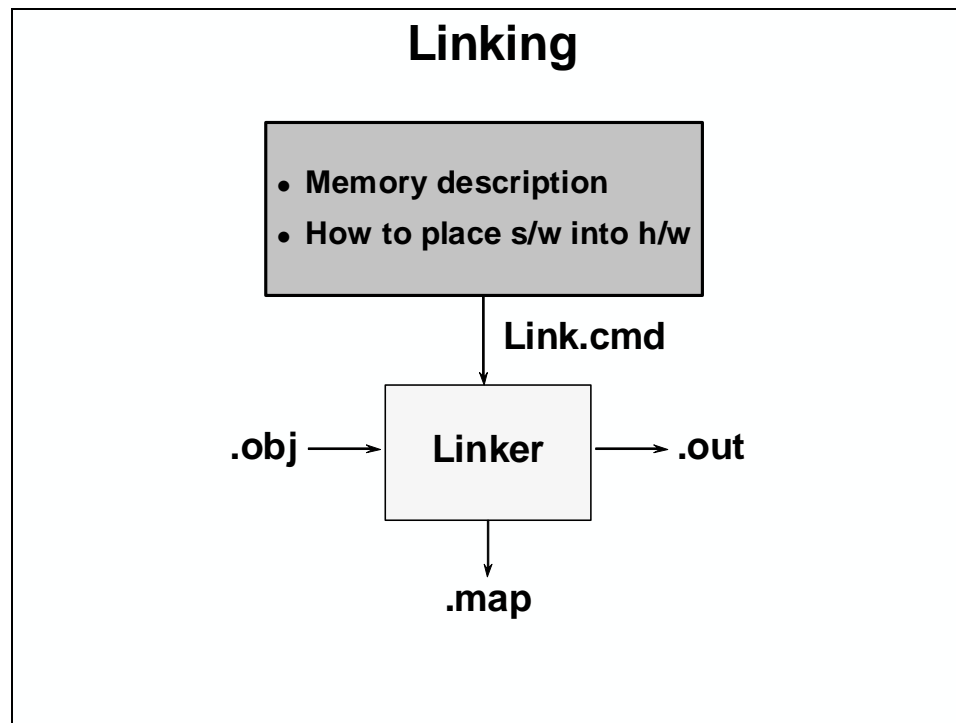 Linking
• Memory description
• How to place s/w into h/w
Link.cmd
.obj
Linker
.out
.map